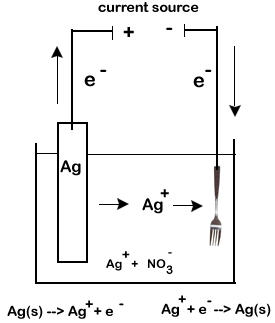 current source
+ -
e⁻ e⁻
Ag
Ag⁺
Ag⁺ + NO₃⁻
Ag(s) --> Ag⁺ + e⁻
Ag⁺ + e⁻ --> Ag(s)